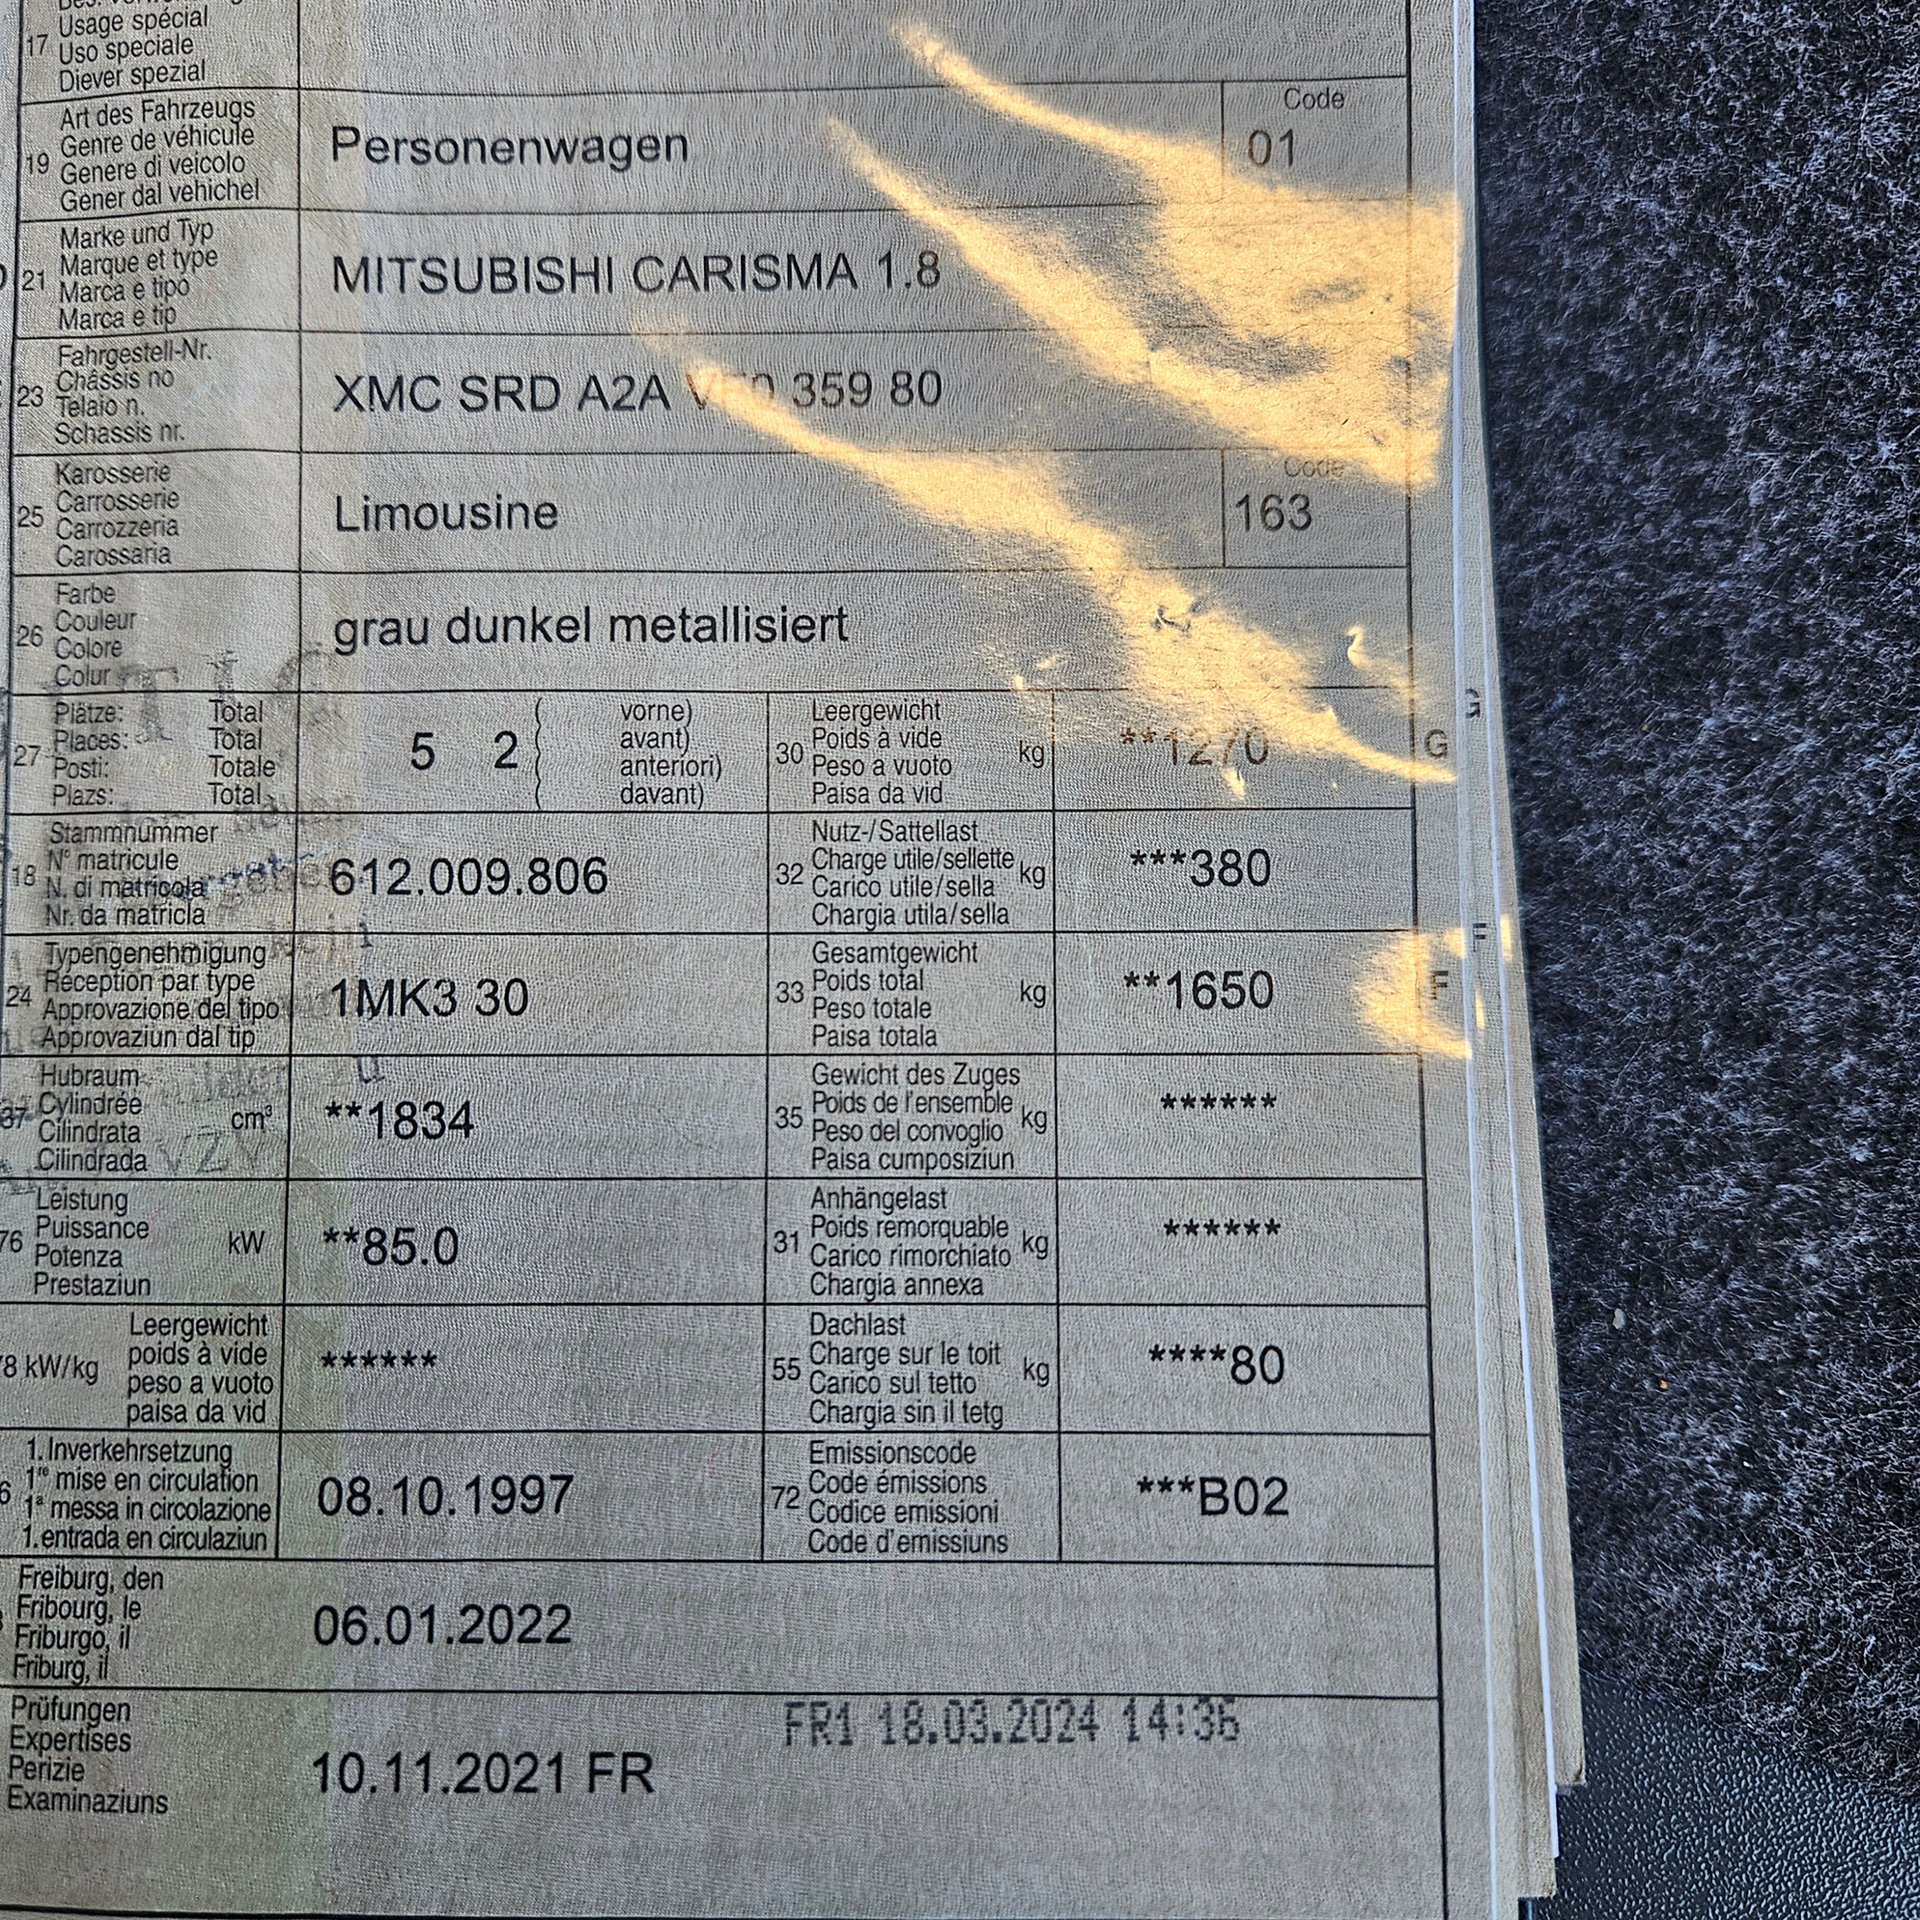 Usage spécial
17 Uso speciale
Diever spezial
Art des Fahrzeugs
Genre de véhicule
19 Genere di veicolo
Gener dal vehichel
Personenwagen
Code
01
Marke und Typ
21 Marque et type
Marca e tipo
Marca e tip
MITSUBISHI CARISMA 1.8
Fahrgestell-Nr.
23 Châssis no
Telaio n.
Schassis nr.
XMC SRD A2A 359 80
Karosserie
25 Carrosserie
Carrozzeria
Carossaria
Limousine
Code
163
Farbe
26 Couleur
Colore
Colur
grau dunkel metallisiert
27 Plätze: Total
Places: Total
Posti: Totale
Plazs: Total
5 2 ( vorne)
( avant)
( anteriori)
( davant)
30 Leergewicht
Poids à vide kg
Peso a vuoto
Paisa da vid
**1270
G
G
18 Stammnummer
N° matricule
N. di matricola
Nr. da matricla
612.009.806
32 Nutz-/Sattellast
Charge utile/sellette kg
Carico utile/sella
Chargia utila/sella
***380
24 Typengenehmigung
Réception par type
Approvazione del tipo
Approvaziun dal tip
1MK3 30
33 Gesamtgewicht
Poids total kg
Peso totale
Paisa totala
**1650
F
F
37 Hubraum
Cylindrée cm³
Cilindrata
Cilindrada
**1834
35 Gewicht des Zuges
Poids de l'ensemble kg
Peso del convoglio
Paisa cumposiziun
******
76 Leistung
Puissance kW
Potenza
Prestaziun
**85.0
31 Anhängelast
Poids remorquable kg
Carico rimorchiato
Chargia annexa
******
8 kW/kg Leergewicht
poids à vide
peso a vuoto
paisa da vid
******
55 Dachlast
Charge sur le toit kg
Carico sul tetto
Chargia sin il tetg
****80
6 1. Inverkehrsetzung
1re mise en circulation
1a messa in circolazione
1. entrada en circulaziun
08.10.1997
72 Emissionscode
Code émissions
Codice emissioni
Code d'emissiuns
***B02
Freiburg, den
Fribourg, le
Friburgo, il
Friburg, il
06.01.2022
Prüfungen
Expertises
Perizie
Examinaziuns
FR1 18.03.2024 14:36
10.11.2021 FR